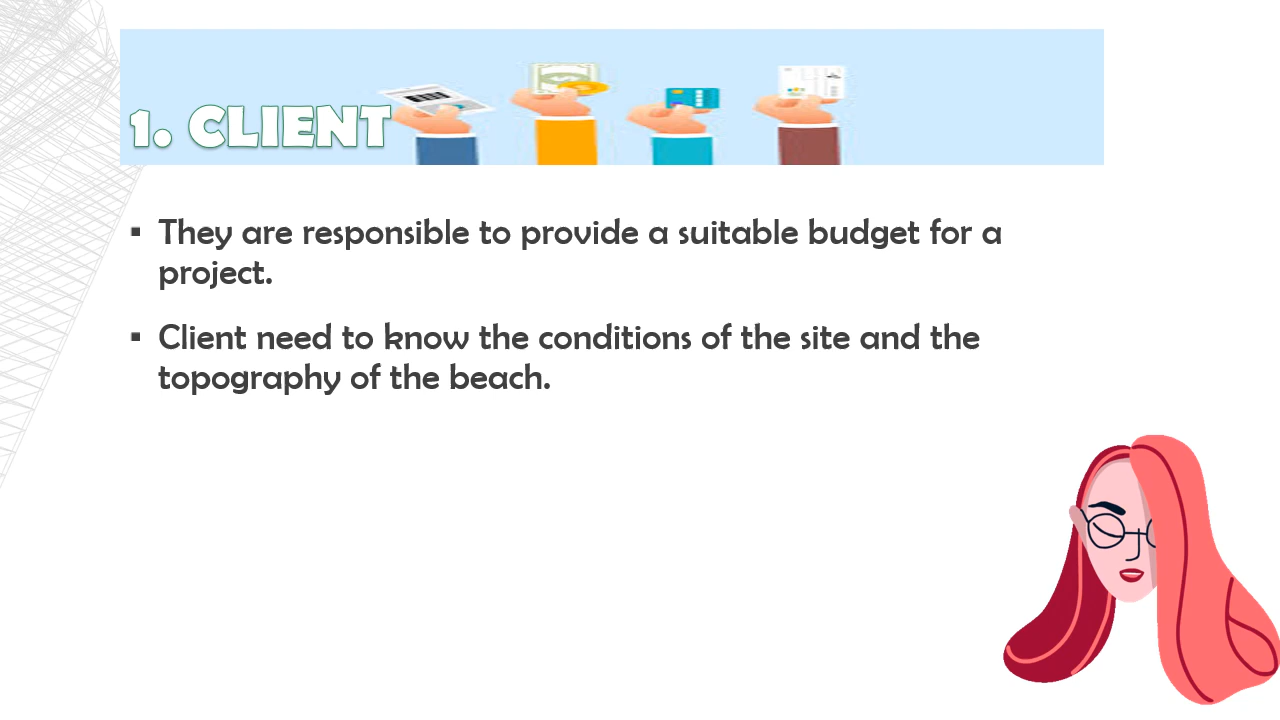 1. CLIENT
▪ They are responsible to provide a suitable budget for a
project.
▪ Client need to know the conditions of the site and the
topography of the beach.